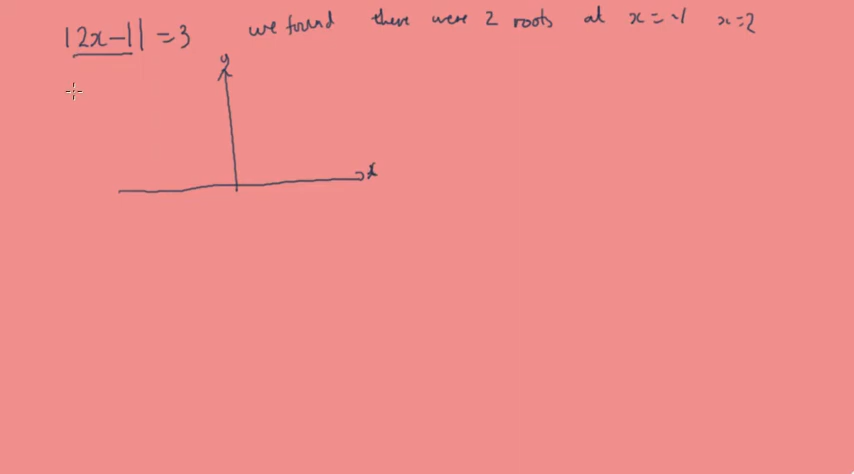 |2x-1| = 3 we found there were 2 roots at x = -1 x = 2
y
x